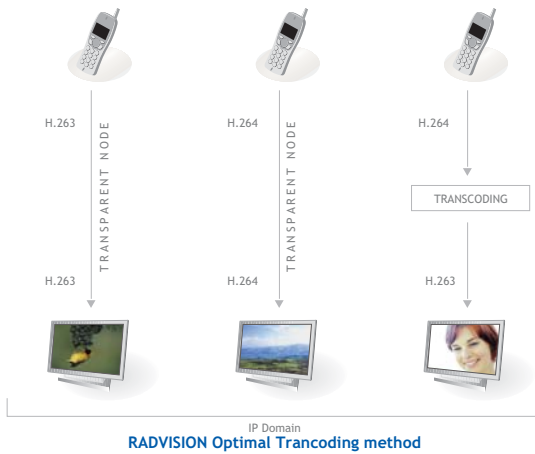 H.263
TRANSPARENT NODE
H.263
H.264
TRANSPARENT NODE
H.264
H.264
TRANSCODING
H.263
IP Domain
RADVISION Optimal Trancoding method